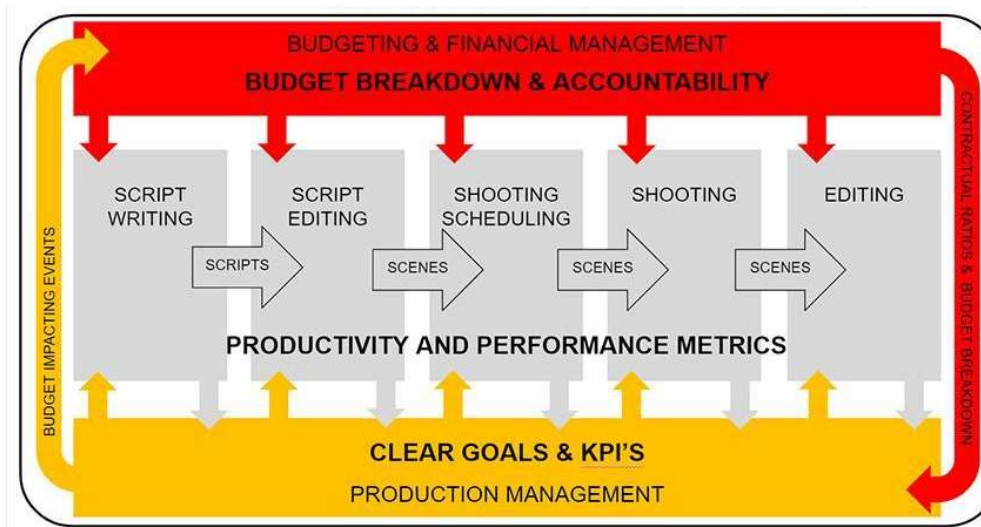 BUDGETING & FINANCIAL MANAGEMENT
BUDGET BREAKDOWN & ACCOUNTABILITY
SCRIPT
WRITING
SCRIPT
EDITING
SHOOTING
SCHEDULING
SHOOTING
EDITING
SCRIPTS
SCENES
SCENES
SCENES
PRODUCTIVITY AND PERFORMANCE METRICS
BUDGET IMPACTING EVENTS
CONTRACTUAL RATIOS & BUDGET BREAKDOWN
CLEAR GOALS & KPI'S
PRODUCTION MANAGEMENT